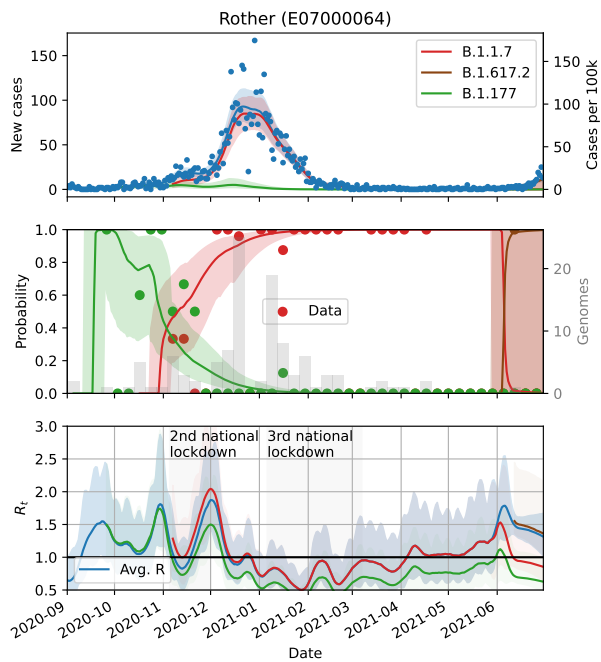 Rother (E07000064)
New cases
150
100
50
0
B.1.1.7
B.1.617.2
B.1.177
150
100
50
0
Cases per 100k
Probability
1.0
0.8
0.6
0.4
0.2
0.0
Data
20
10
0
Genomes
R_t
3.0
2.5
2.0
1.5
1.0
0.5
2nd national
lockdown
3rd national
lockdown
Avg. R
2020-09
2020-10
2020-11
2020-12
2021-01
2021-02
2021-03
2021-04
2021-05
2021-06
Date